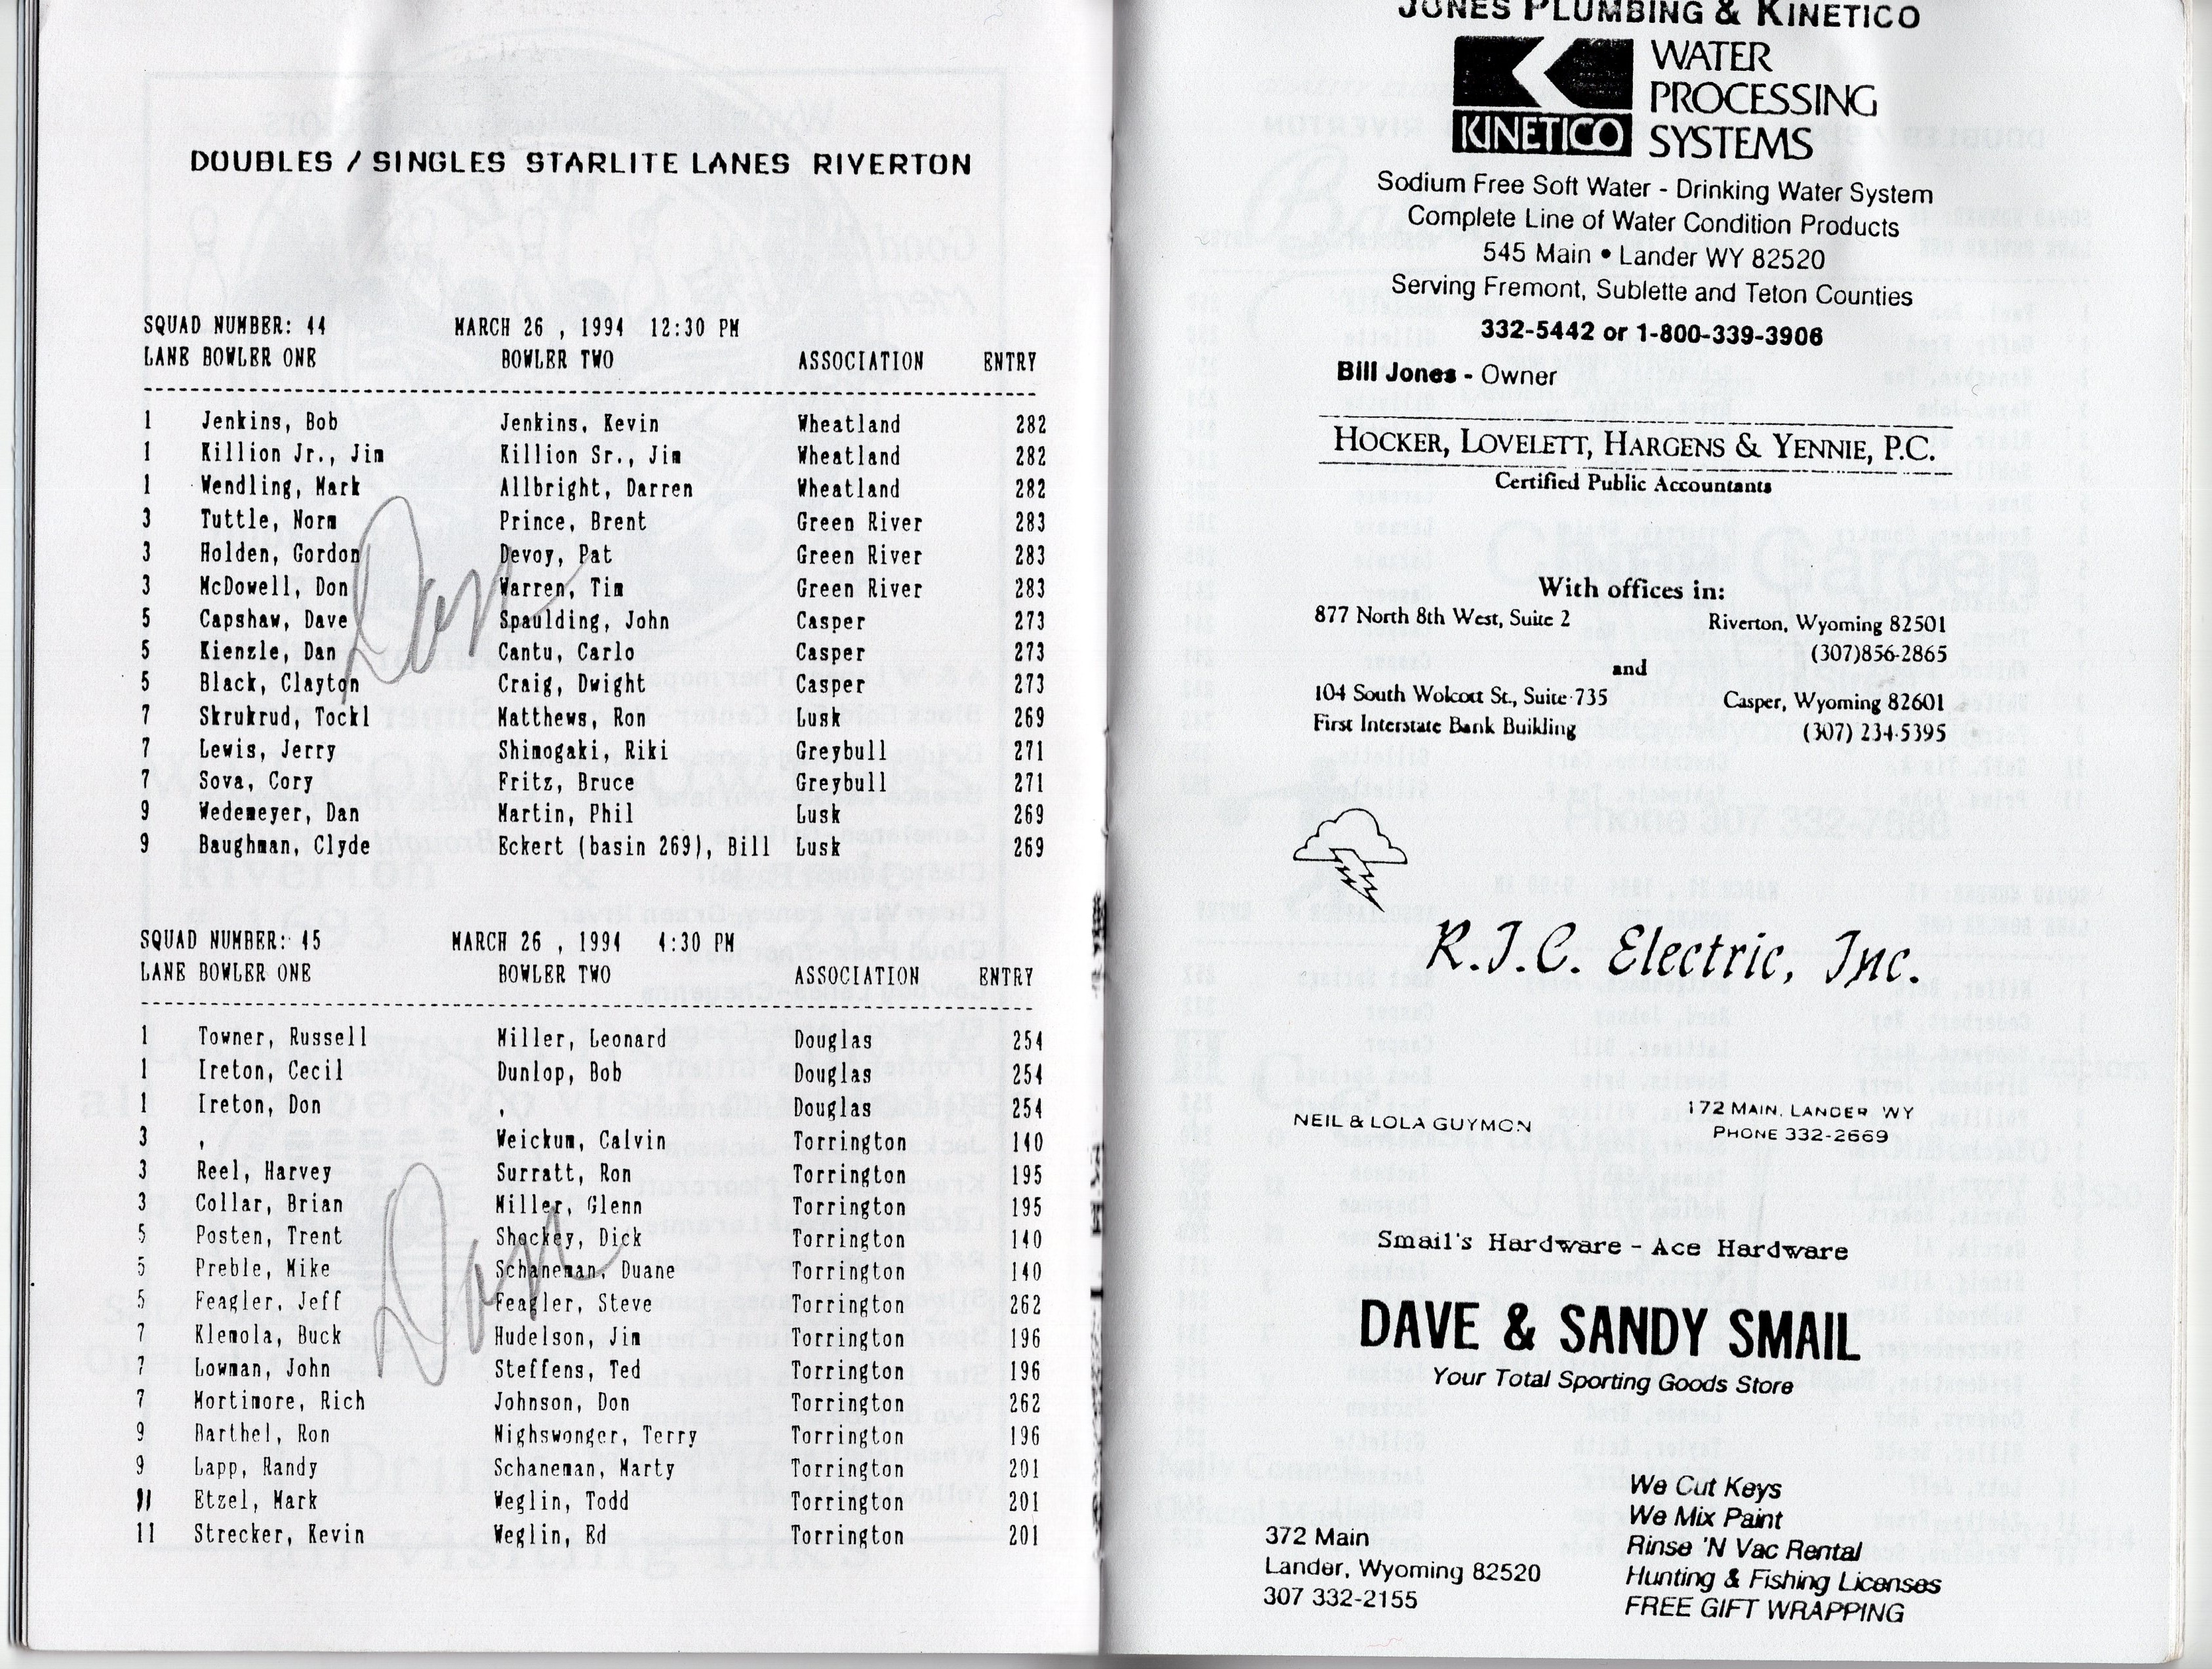 DOUBLES / SINGLES STARLITE LANES RIVERTON
SQUAD NUMBER: 44 MARCH 26 , 1994 12:30 PM
LANE BOWLER ONE BOWLER TWO ASSOCIATION ENTRY
1 Jenkins, Bob Jenkins, Kevin Wheatland 282
1 Killion Jr., Jim Killion Sr., Jim Wheatland 282
1 Wendling, Mark Allbright, Darren Wheatland 282
3 Tuttle, Norm Prince, Brent Green River 283
3 Holden, Gordon Devoy, Pat Green River 283
3 McDowell, Don Warren, Tim Green River 283
5 Capshaw, Dave Spaulding, John Casper 273
5 Kienzle, Dan Cantu, Carlo Casper 273
5 Black, Clayton Craig, Dwight Casper 273
7 Skrukrud, Tockl Matthews, Ron Lusk 269
7 Lewis, Jerry Shimogaki, Riki Greybull 271
7 Sova, Cory Fritz, Bruce Greybull 271
9 Wedemeyer, Dan Martin, Phil Lusk 269
9 Baughman, Clyde Eckert (basin 269), Bill Lusk 269
Dan
SQUAD NUMBER: 45 MARCH 26 , 1994 4:30 PM
LANE BOWLER ONE BOWLER TWO ASSOCIATION ENTRY
1 Towner, Russell Miller, Leonard Douglas 254
1 Ireton, Cecil Dunlop, Bob Douglas 254
1 Ireton, Don , Douglas 254
3 , Weickum, Calvin Torrington 140
3 Reel, Harvey Surratt, Ron Torrington 195
3 Collar, Brian Miller, Glenn Torrington 195
5 Posten, Trent Shockey, Dick Torrington 140
5 Preble, Mike Schaneman, Duane Torrington 140
5 Feagler, Jeff Feagler, Steve Torrington 262
7 Klemola, Buck Hudelson, Jim Torrington 196
7 Lowman, John Steffens, Ted Torrington 196
7 Mortimore, Rich Johnson, Don Torrington 262
9 Barthel, Ron Nighswonger, Terry Torrington 196
9 Lapp, Randy Schaneman, Marty Torrington 201
11 Etzel, Mark Weglin, Todd Torrington 201
11 Strecker, Kevin Weglin, Ed Torrington 201
Dan
JONES PLUMBING & KINETICO
KINETICO
WATER
PROCESSING
SYSTEMS
Sodium Free Soft Water - Drinking Water System
Complete Line of Water Condition Products
545 Main • Lander WY 82520
Serving Fremont, Sublette and Teton Counties
332-5442 or 1-800-339-3906
Bill Jones - Owner
HOCKER, LOVELETT, HARGENS & YENNIE, P.C.
Certified Public Accountants
With offices in:
877 North 8th West, Suite 2 Riverton, Wyoming 82501
(307)856-2865
and
104 South Wolcott St., Suite 735 Casper, Wyoming 82601
First Interstate Bank Building (307) 234-5395
R.J.C. Electric, Inc.
NEIL & LOLA GUYMON 172 MAIN, LANDER WY
PHONE 332-2669
Smail's Hardware - Ace Hardware
DAVE & SANDY SMAIL
Your Total Sporting Goods Store
We Cut Keys
We Mix Paint
Rinse 'N Vac Rental
Hunting & Fishing Licenses
FREE GIFT WRAPPING
372 Main
Lander, Wyoming 82520
307 332-2155